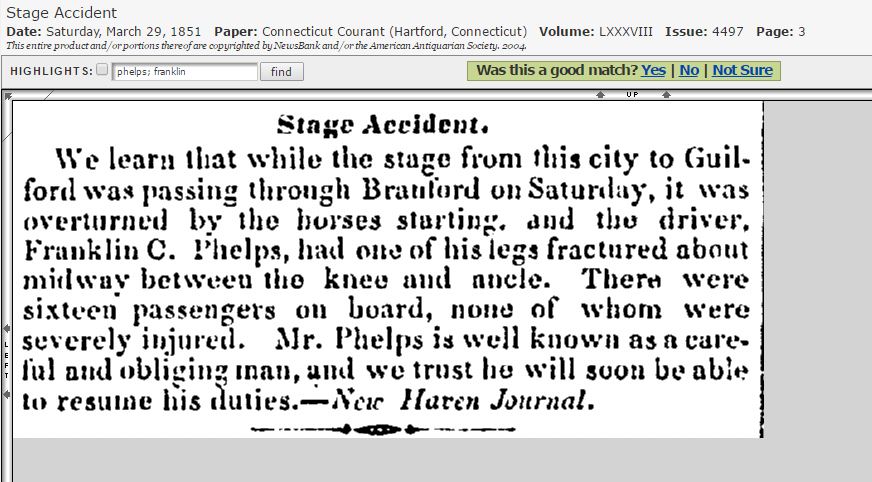 Stage Accident
Date: Saturday, March 29, 1851 Paper: Connecticut Courant (Hartford, Connecticut) Volume: LXXXVIII Issue: 4497 Page: 3
This entire product and/or portions thereof are copyrighted by NewsBank and/or the American Antiquarian Society. 2004.
HIGHLIGHTS: phelps; franklin find Was this a good match? Yes | No | Not Sure
UP
Stage Accident.
We learn that while the stage from this city to Guil-
ford was passing through Branford on Saturday, it was
overturned by the horses starting, and the driver,
Franklin C. Phelps, had one of his legs fractured about
midway between the knee and ancle. There were
sixteen passengers on board, none of whom were
severely injured. Mr. Phelps is well known as a care-
ful and obliging man, and we trust he will soon be able
to resume his duties.—New Haven Journal.
LEFT